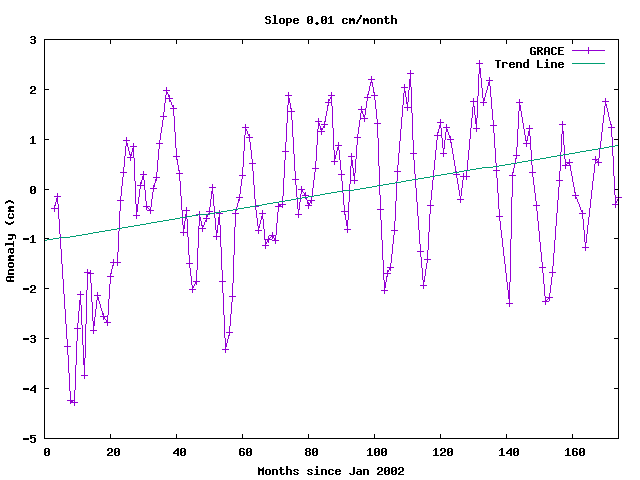 Slope 0.01 cm/month
GRACE
Trend Line
3
2
1
0
-1
-2
-3
-4
-5
Anomaly (cm)
0 20 40 60 80 100 120 140 160
Months since Jan 2002